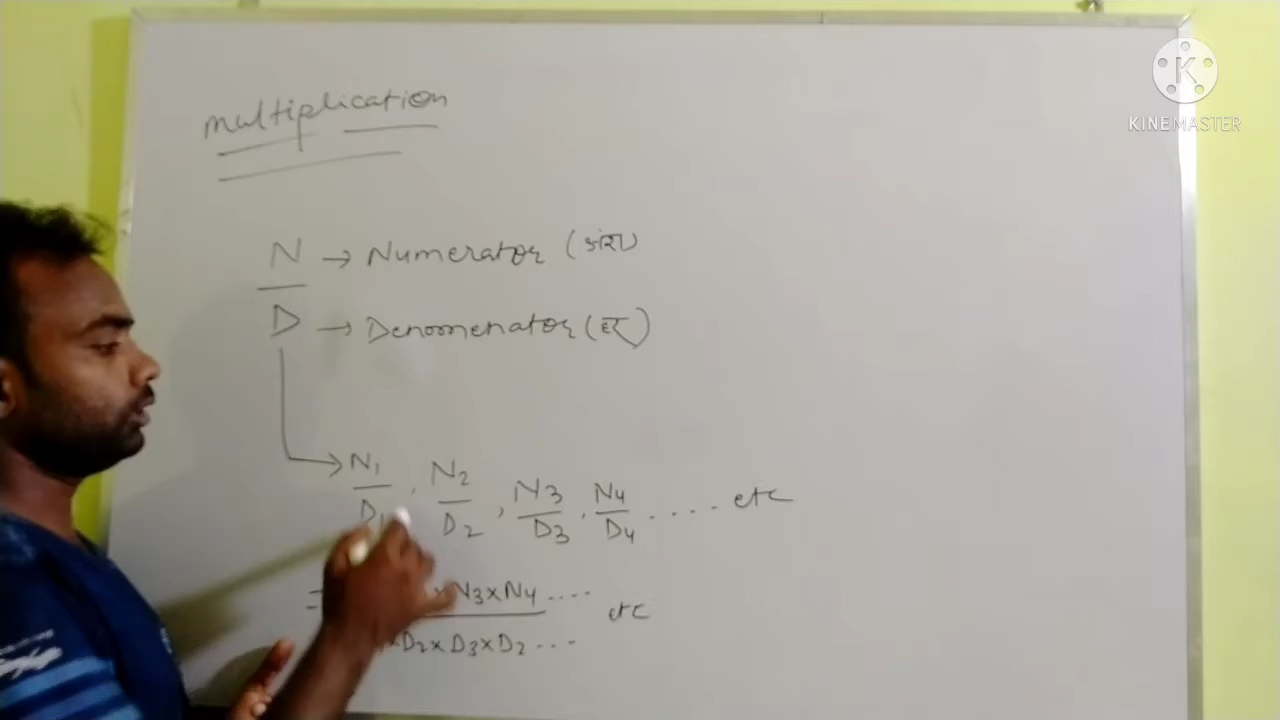 multiplication
KINEMASTER
N → Numerator (अंश)
D → Denomenator (हर)
N1/D1, N2/D2, N3/D3, N4/D4 .... etc
= × N3 × N4 .... etc
× D2 × D3 × D2 ...